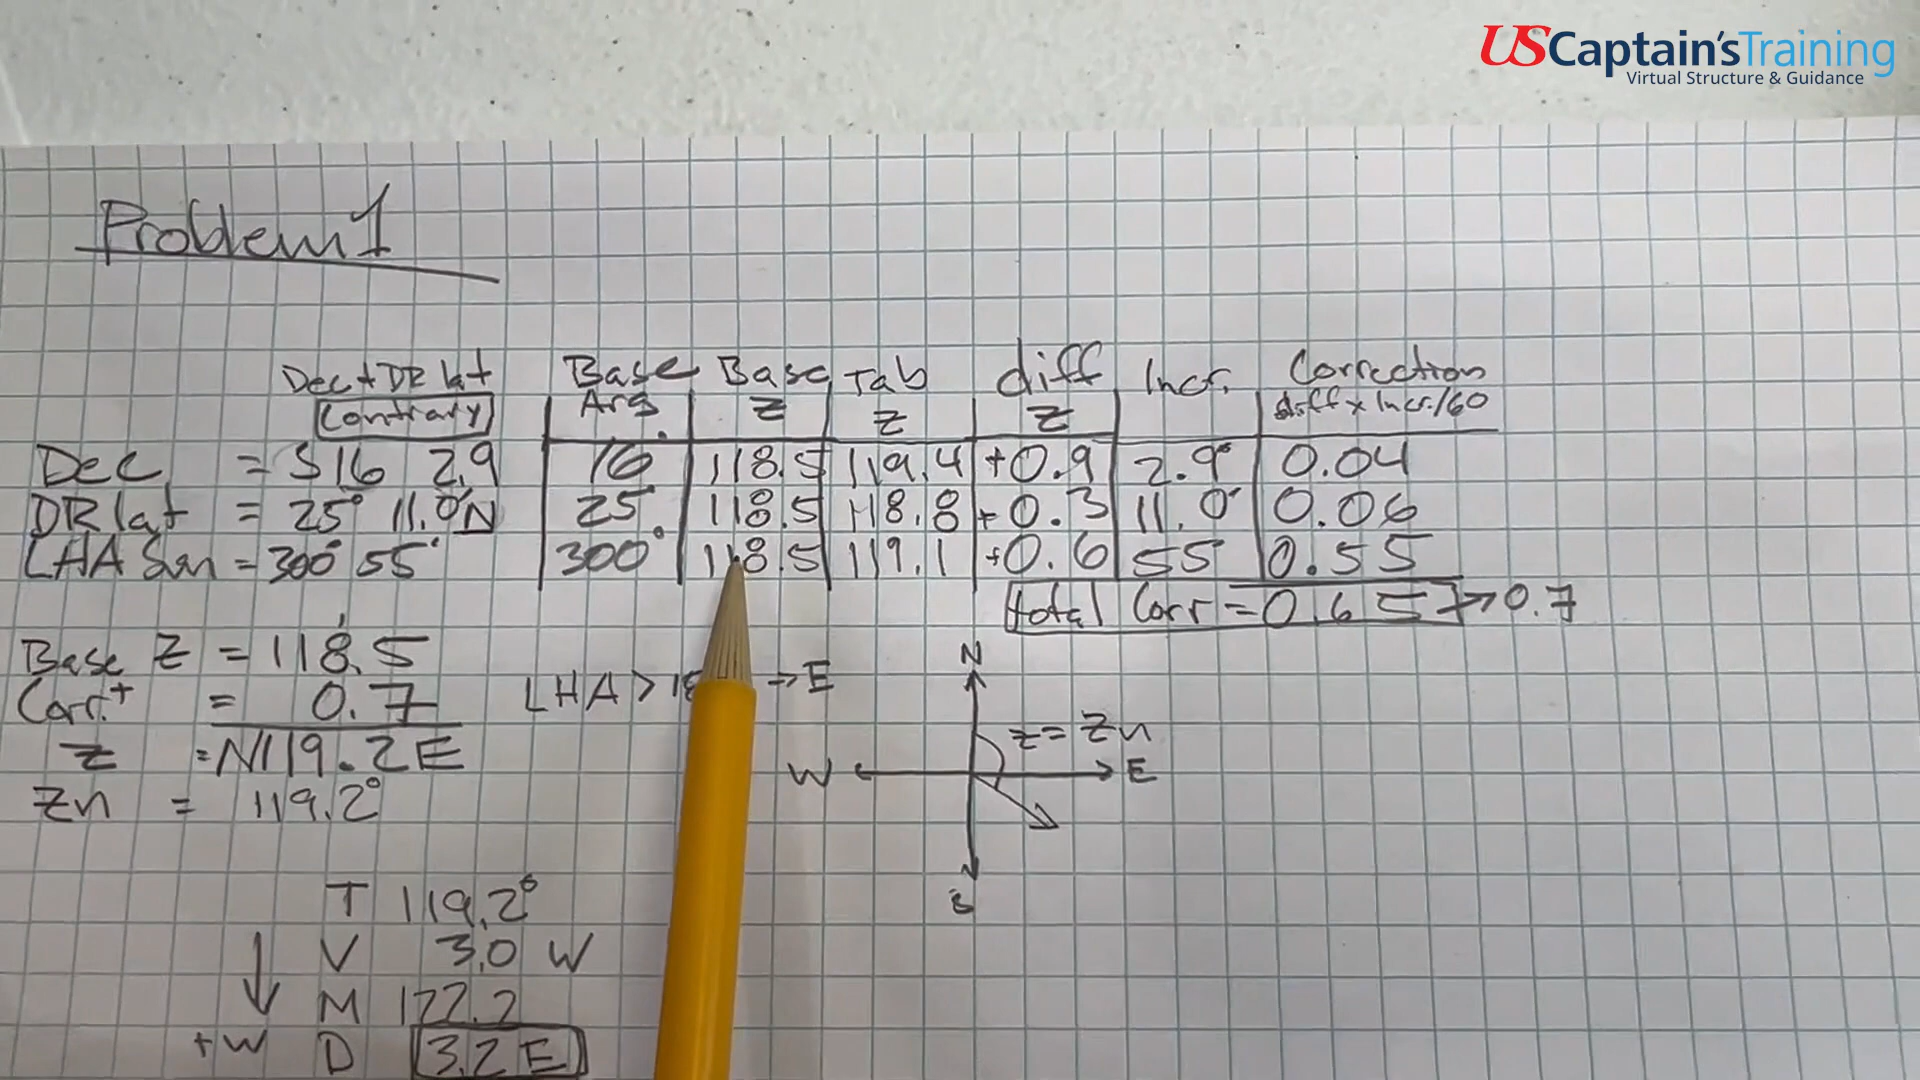 USCaptain'sTraining
Virtual Structure & Guidance
Problem 1
Dec + DR lat
Contrary
Base Arg. Base Z Tab Z diff Z Incr. Correction
diff x Incr./60
Dec = S16 2.9 16° 118.5 119.4 +0.9 2.9' 0.04
DR lat = 25° 11.0'N 25° 118.5 118.8 +0.3 11.0' 0.06
LHA Sun = 300° 55' 300° 118.5 119.1 +0.6 55' 0.55
total Corr = 0.65 → 0.7
Base Z = 118.5
Corr.+ = 0.7
LHA > → E
Z = N119.2E
Zn = 119.2°
N
Z = Zn
W E
S
T 119.2°
V 3.0 W
M 122.2
+W D 3.2 E